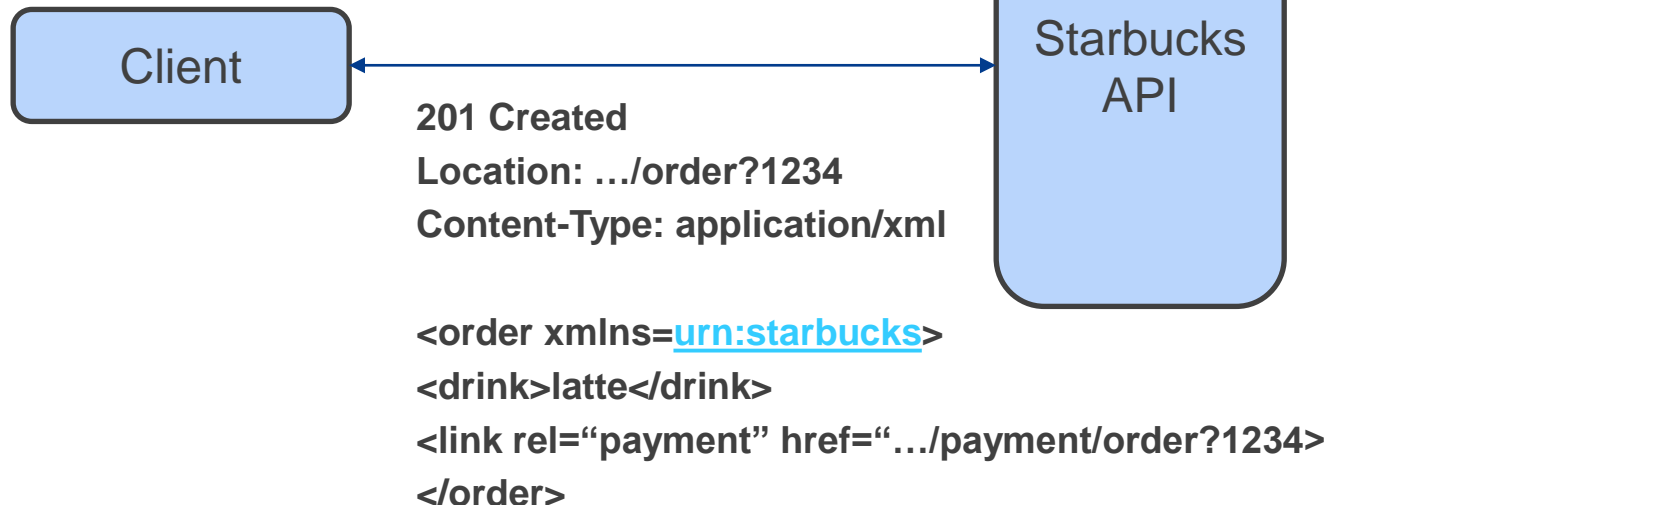 Client
Starbucks
API
201 Created
Location: …/order?1234
Content-Type: application/xml
<order xmlns=urn:starbucks>
<drink>latte</drink>
<link rel=“payment” href=“…/payment/order?1234>
</order>